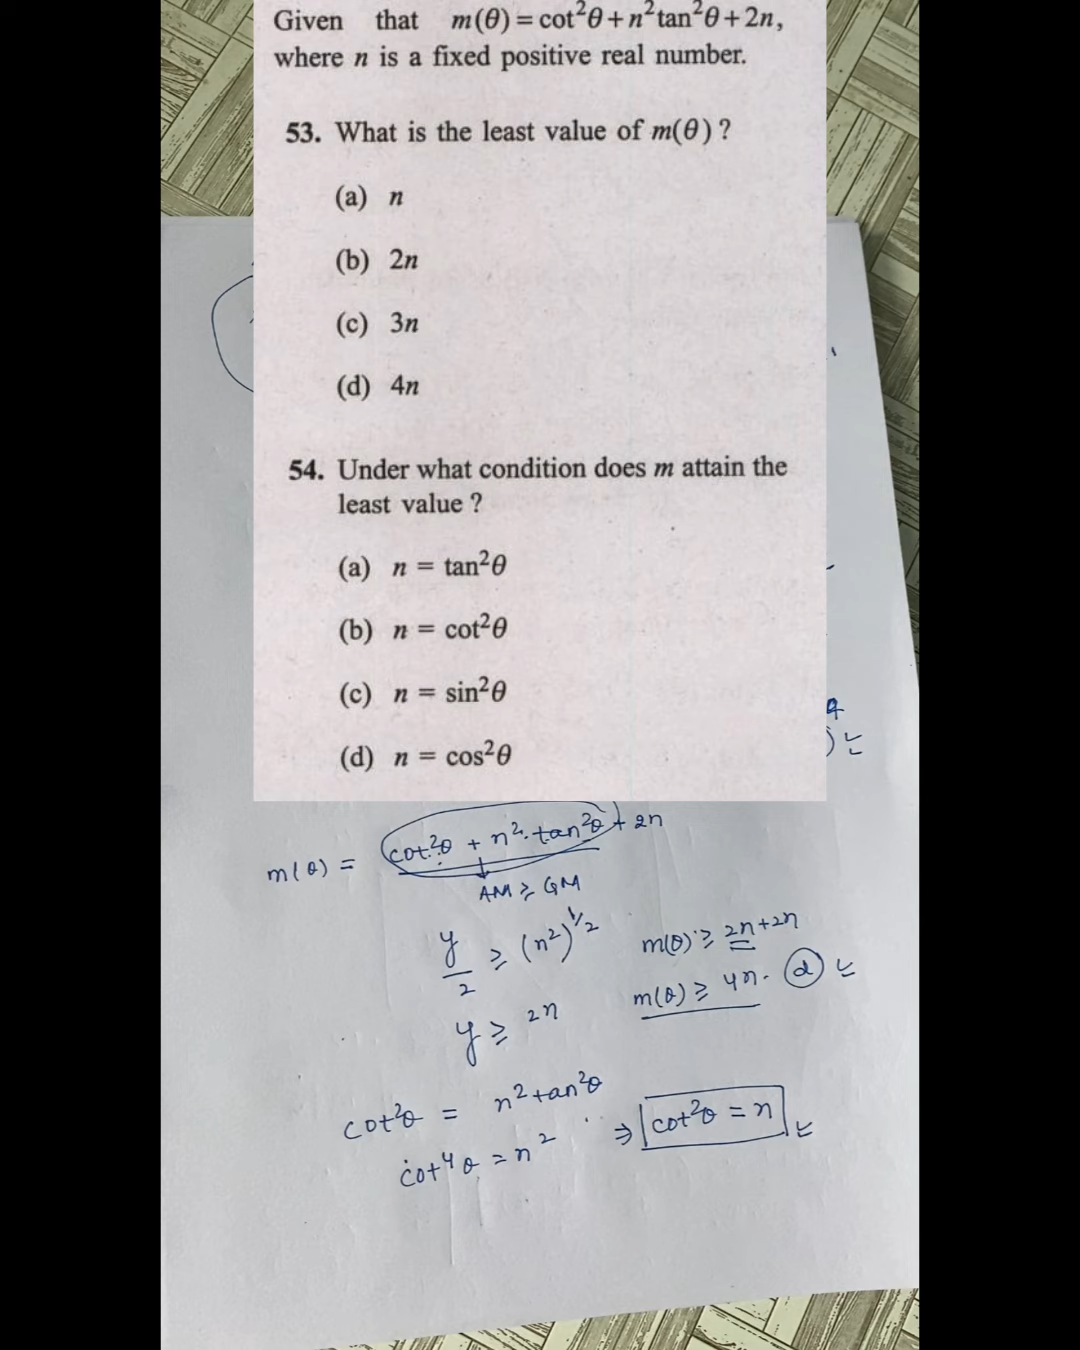 Given that m(θ) = cot²θ + n²tan²θ + 2n,
where n is a fixed positive real number.
53. What is the least value of m(θ) ?
(a) n
(b) 2n
(c) 3n
(d) 4n
54. Under what condition does m attain the
least value ?
(a) n = tan²θ
(b) n = cot²θ
(c) n = sin²θ
(d) n = cos²θ
m(θ) = cot²θ + n². tan²θ + 2n
AM ≥ GM
y/2 ≥ (n²)^1/2
y ≥ 2n
m(θ) ≥ 2n+2n
m(θ) ≥ 4n. (d)
cot²θ = n²tan²θ
cot⁴θ = n² ⇒ cot²θ = n